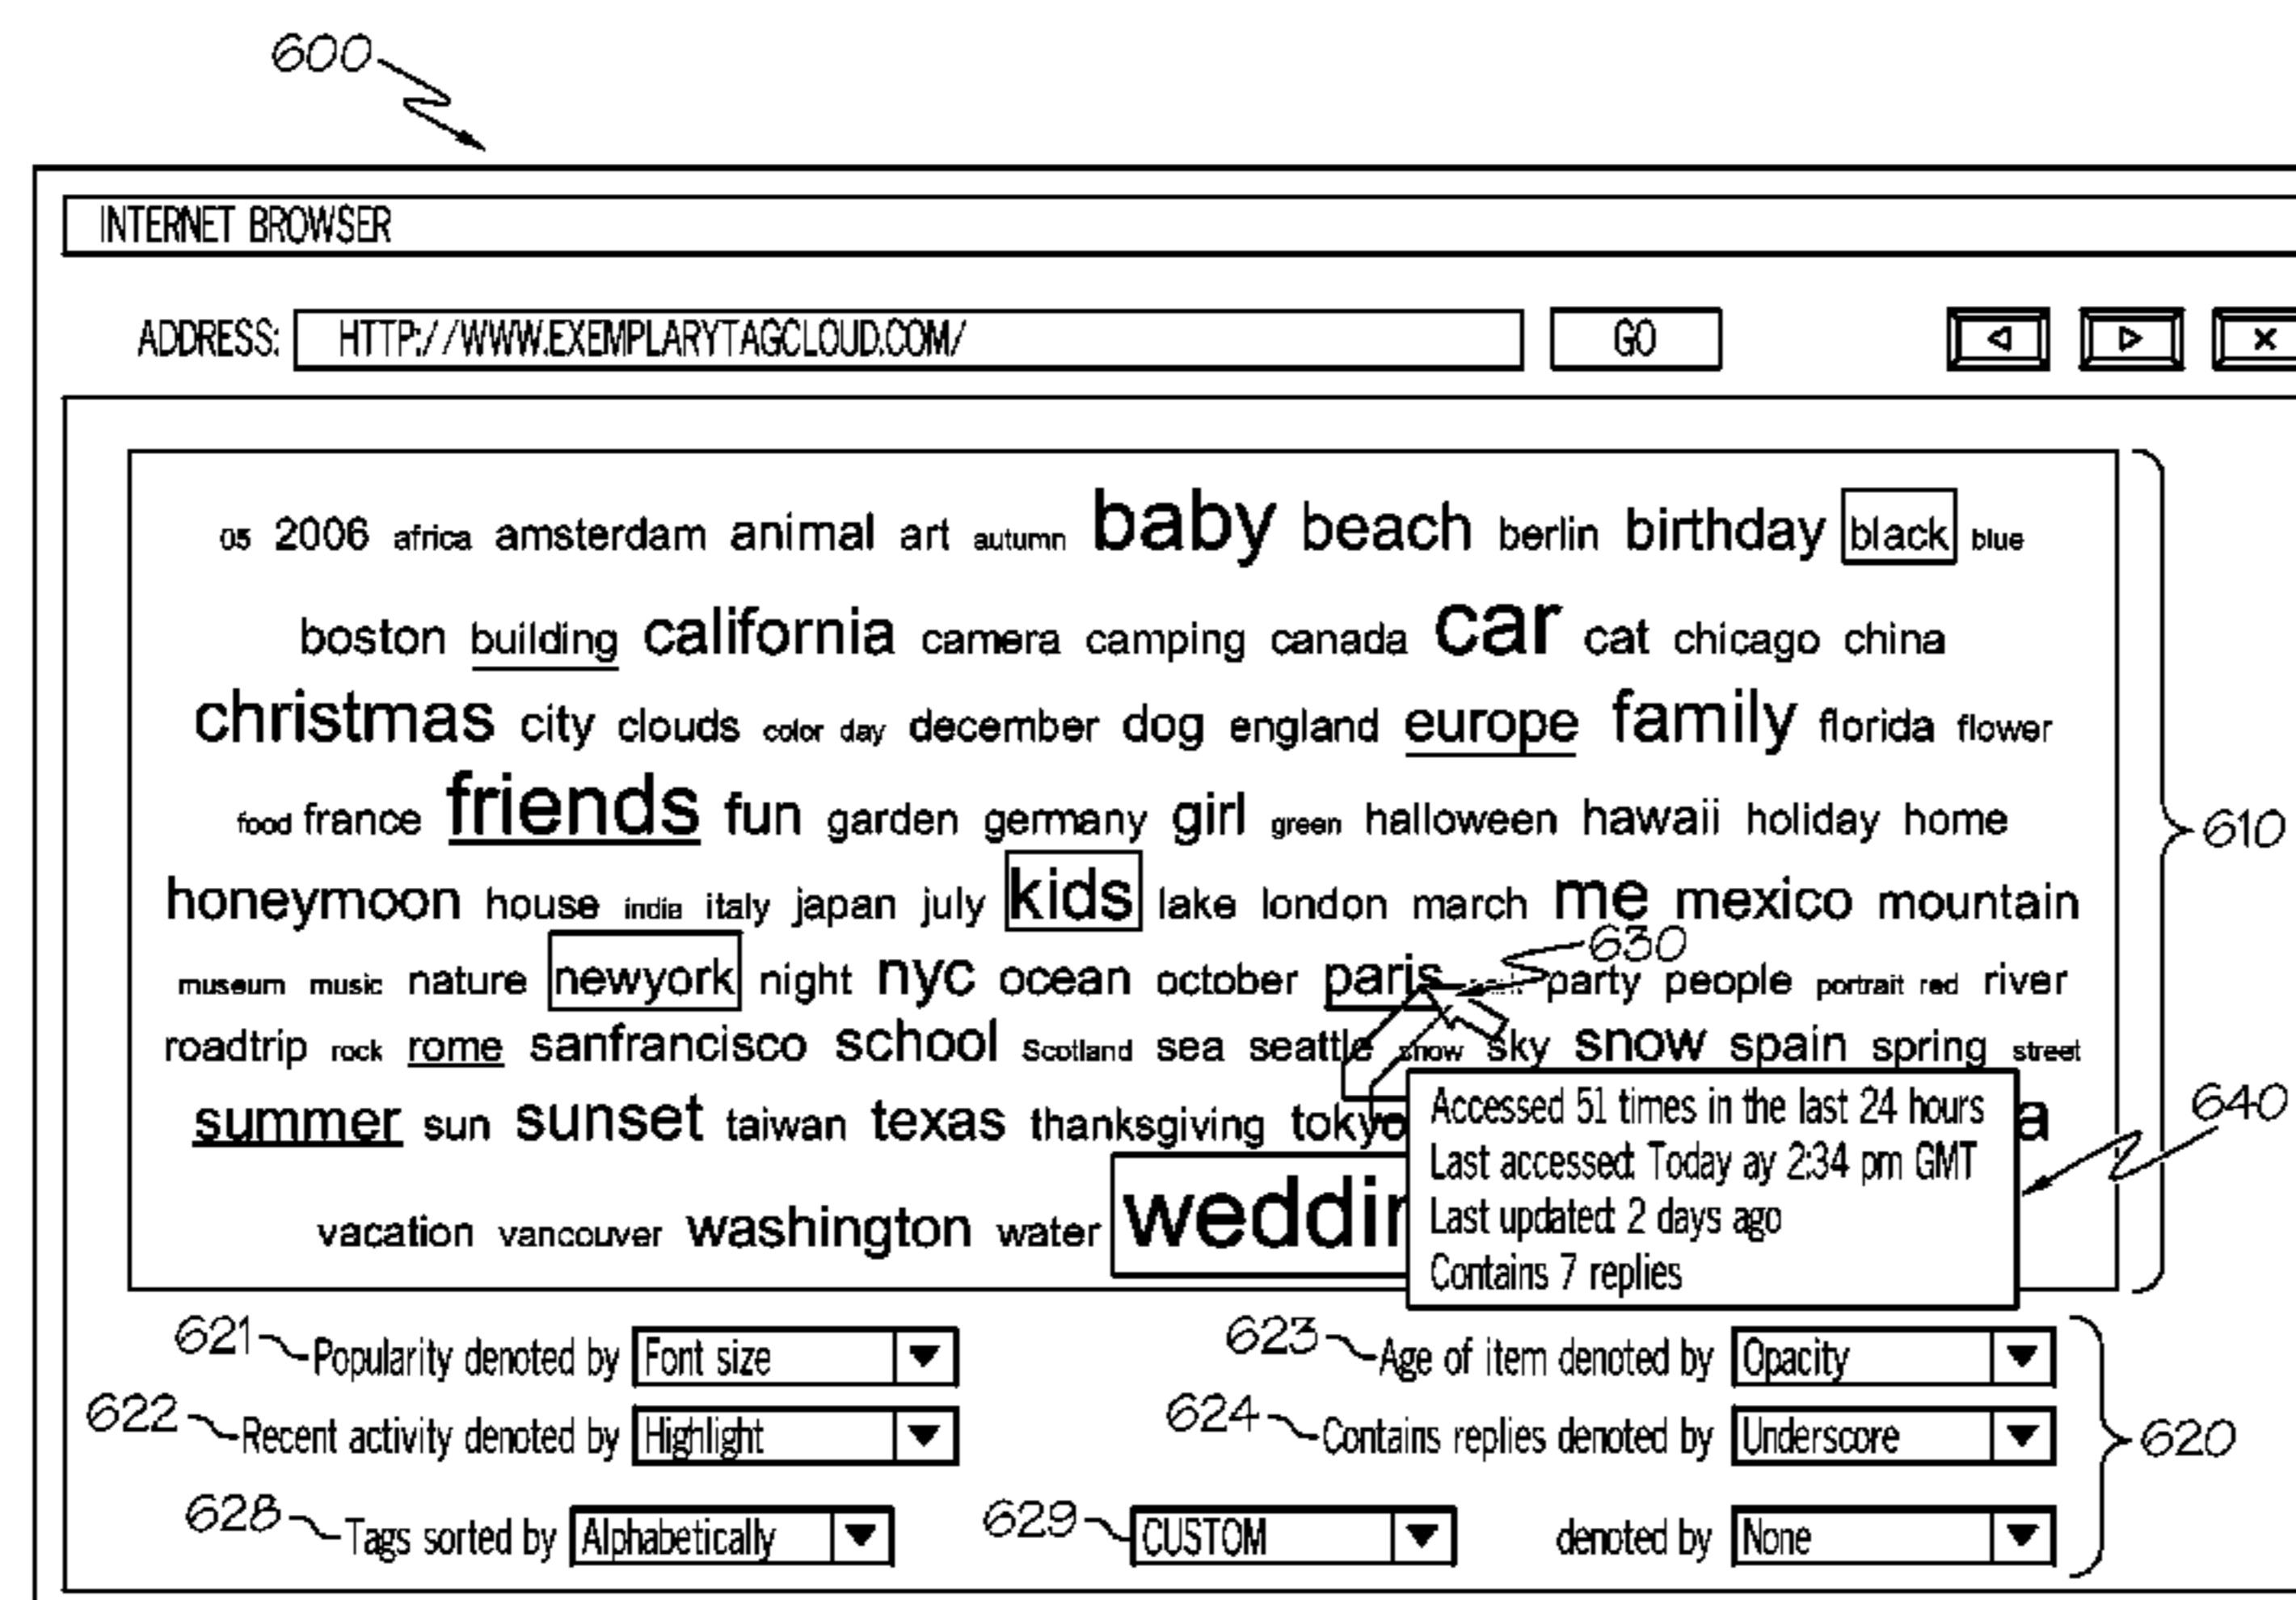 600
INTERNET BROWSER
ADDRESS: HTTP://WWW.EXEMPLARYTAGCLOUD.COM/ GO
05 2006 africa amsterdam animal art autumn baby beach berlin birthday black blue
boston building california camera camping canada car cat chicago china
christmas city clouds color day december dog england europe family florida flower
food france friends fun garden germany girl green halloween hawaii holiday home
610
honeymoon house india italy japan july kids lake london march me mexico mountain
630
museum music nature newyork night nyc ocean october paris party people portrait red river
roadtrip rock rome sanfrancisco school Scotland sea seattle show sky snow spain spring street
summer sun sunset taiwan texas thanksgiving tokyo a
Accessed 51 times in the last 24 hours
640
Last accessed: Today ay 2:34 pm GMT
Last updated: 2 days ago
Contains 7 replies
vacation vancouver washington water weddin
621 Popularity denoted by Font size
623 Age of item denoted by Opacity
622 Recent activity denoted by Highlight
624 Contains replies denoted by Underscore
620
628 Tags sorted by Alphabetically
629 CUSTOM denoted by None